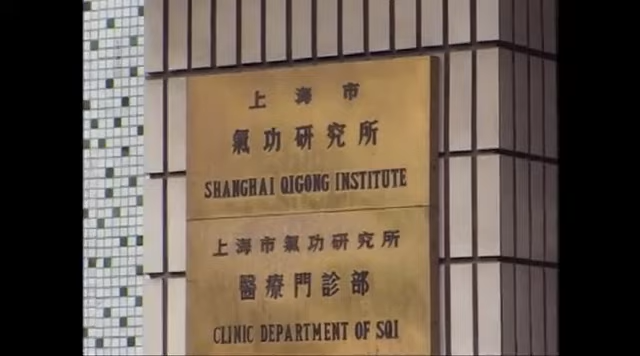 上海市
氣功研究所
SHANGHAI QIGONG INSTITUTE
上海市氣功研究所
醫療門診部
CLINIC DEPARTMENT OF SQI